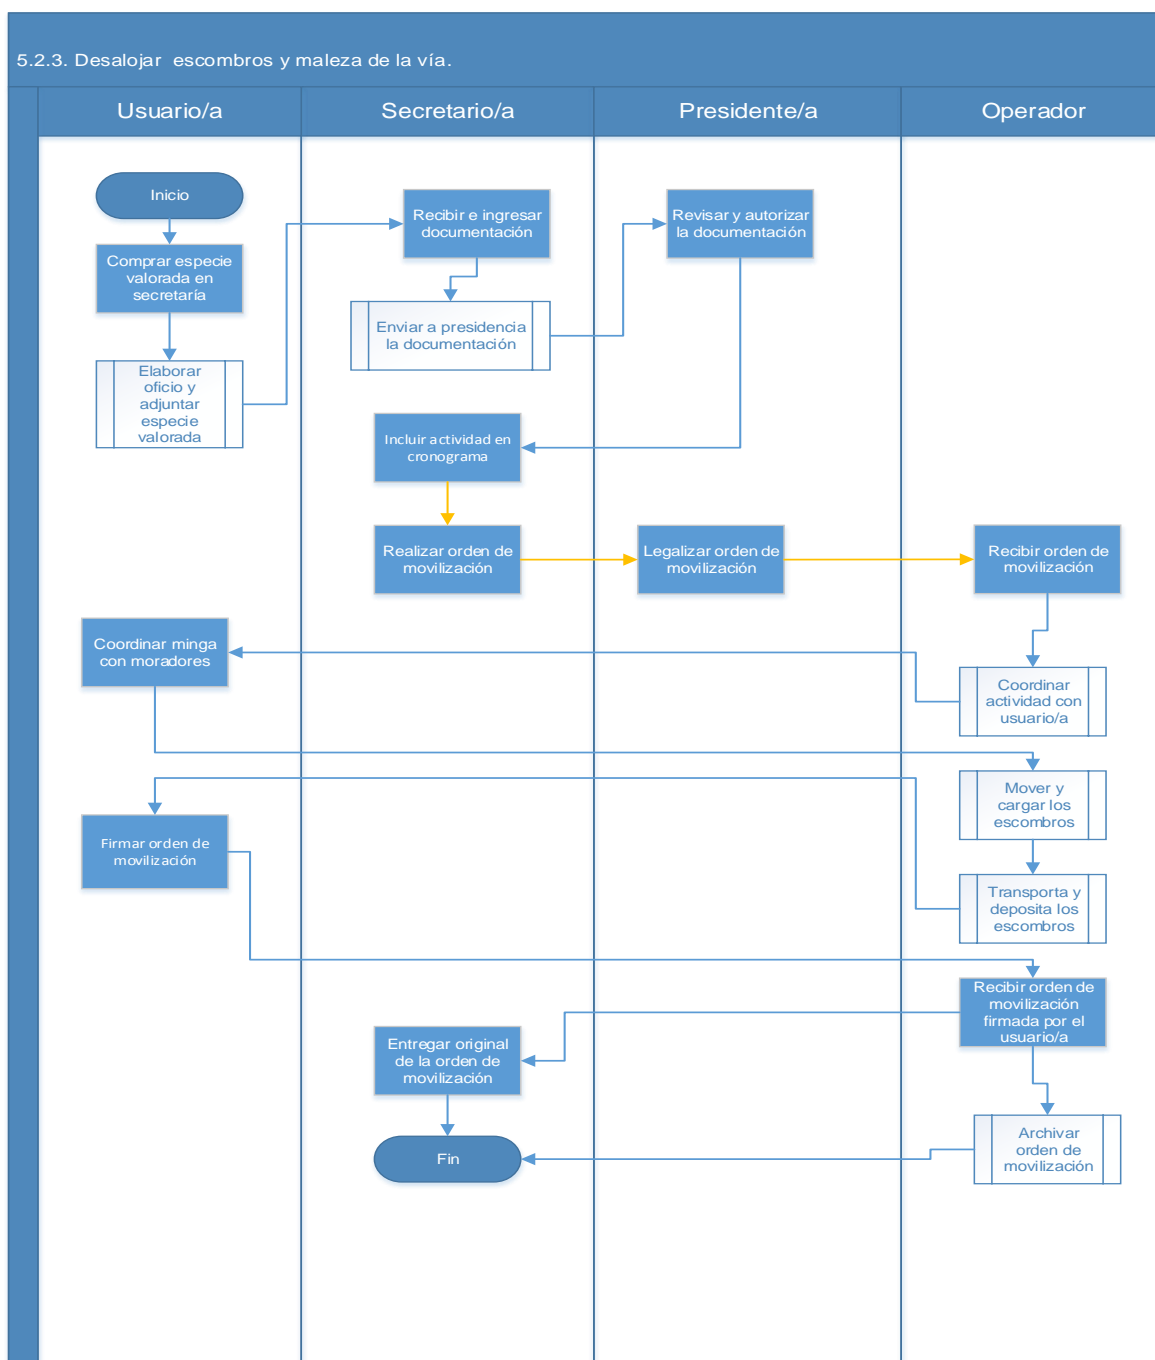 5.2.3. Desalojar  escombros y maleza de la vía.
Usuario/a
Secretario/a
Presidente/a
Operador
Inicio
Recibir e ingresar
documentación
Revisar y autorizar
la documentación
Comprar especie
valorada en
secretaría
Enviar a presidencia
la documentación
Elaborar
oficio y
adjuntar
especie
valorada
Incluir actividad en
cronograma
Realizar orden de
movilización
Legalizar orden de
movilización
Recibir orden de
movilización
Coordinar minga
con moradores
Coordinar
actividad con
usuario/a
Mover y
cargar los
escombros
Firmar orden de
movilización
Transporta y
deposita los
escombros
Recibir orden de
movilización
firmada por el
usuario/a
Entregar original
de la orden de
movilización
Archivar
orden de
movilización
Fin